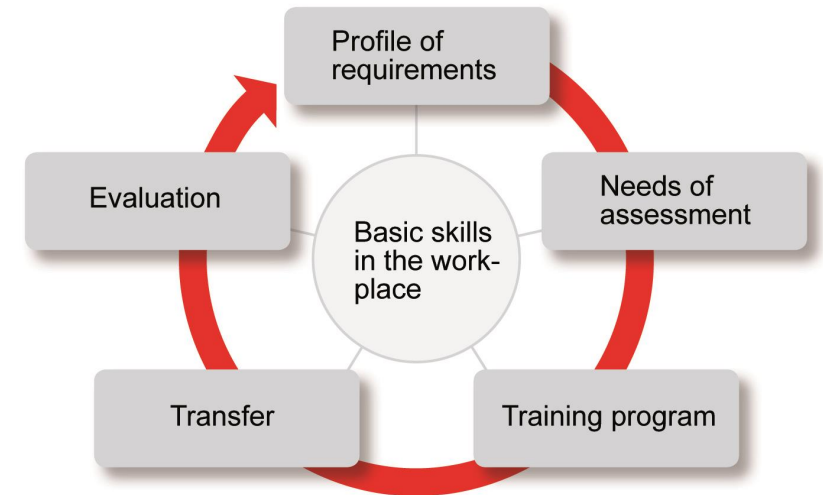 Profile of
requirements
Needs of
assessment
Training program
Transfer
Evaluation
Basic skills
in the work-
place